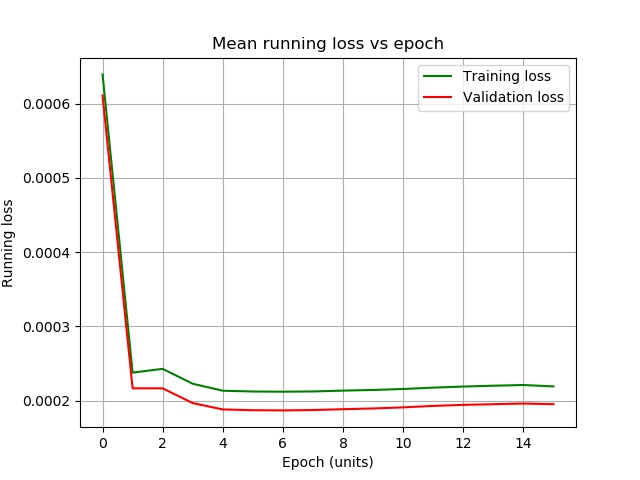 Mean running loss vs epoch
Training loss
Validation loss
0.0006
0.0005
0.0004
0.0003
0.0002
Running loss
0 2 4 6 8 10 12 14
Epoch (units)